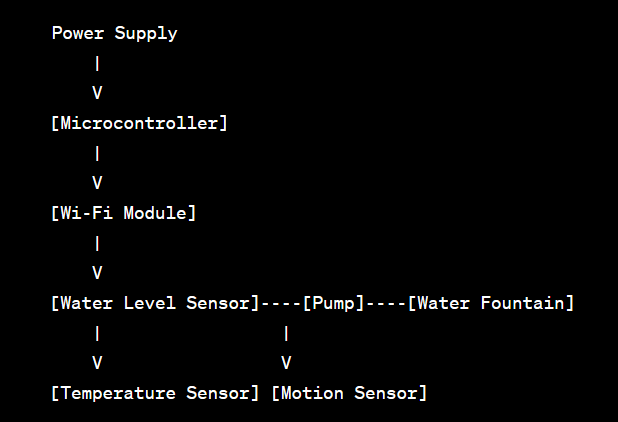 Power Supply
|
V
[Microcontroller]
|
V
[Wi-Fi Module]
|
V
[Water Level Sensor]----[Pump]----[Water Fountain]
|                  |
V                  V
[Temperature Sensor] [Motion Sensor]